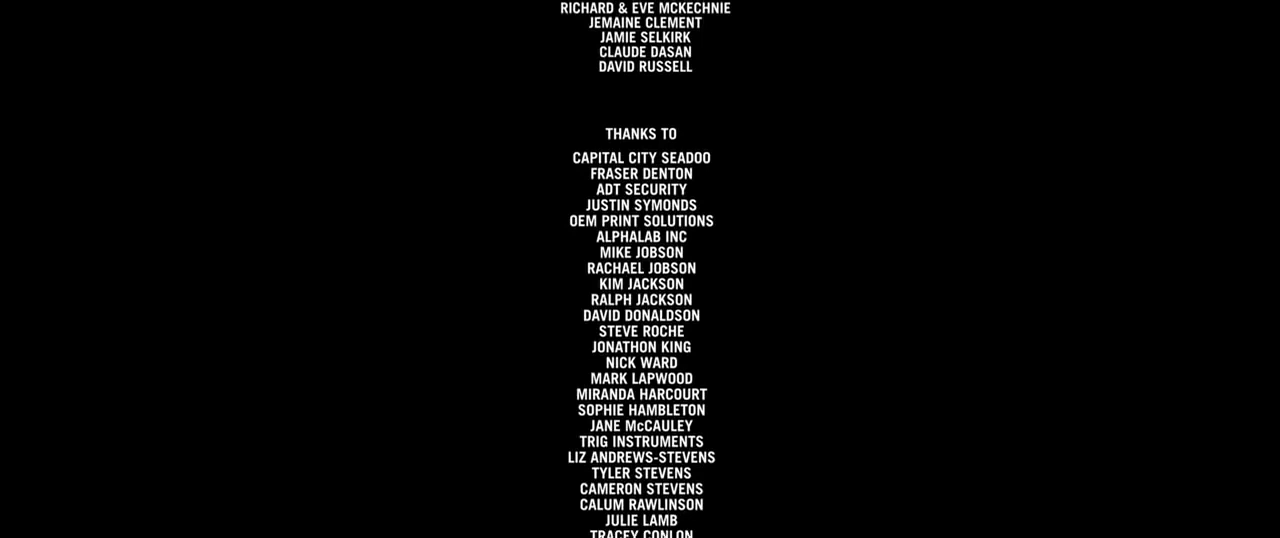 RICHARD & EVE MCKECHNIE
JEMAINE CLEMENT
JAMIE SELKIRK
CLAUDE DASAN
DAVID RUSSELL
THANKS TO
CAPITAL CITY SEADOO
FRASER DENTON
ADT SECURITY
JUSTIN SYMONDS
OEM PRINT SOLUTIONS
ALPHALAB INC
MIKE JOBSON
RACHAEL JOBSON
KIM JACKSON
RALPH JACKSON
DAVID DONALDSON
STEVE ROCHE
JONATHON KING
NICK WARD
MARK LAPWOOD
MIRANDA HARCOURT
SOPHIE HAMBLETON
JANE McCAULEY
TRIG INSTRUMENTS
LIZ ANDREWS-STEVENS
TYLER STEVENS
CAMERON STEVENS
CALUM RAWLINSON
JULIE LAMB
TRACEY CONLON